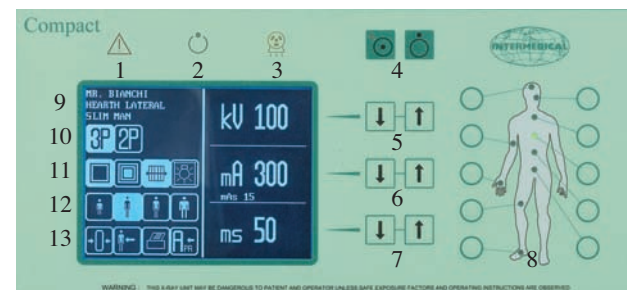 Compact
INTERMEDICAL
1 2 3 4
9 MR. BIANCHI
HEARTH LATERAL
SLIM MAN
kV 100
10 3P 2P
5
11
mA 300
mAs 15
6
12
13 A PR
ms 50
7
8
WARNING: THIS X-RAY UNIT MAY BE DANGEROUS TO PATIENT AND OPERATOR UNLESS SAFE EXPOSURE FACTORS AND OPERATING INSTRUCTIONS ARE OBSERVED